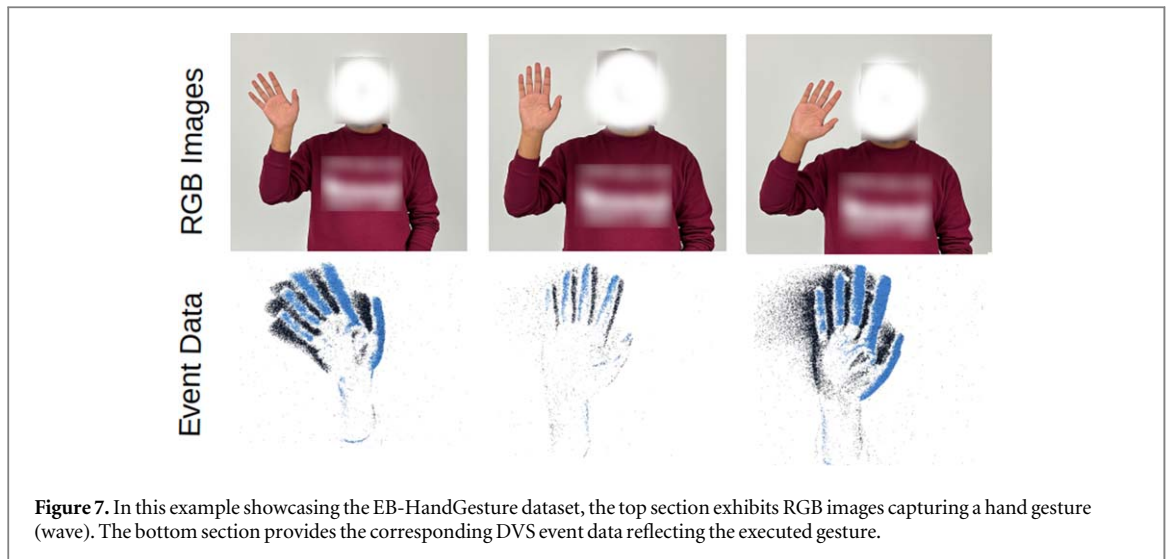 RGB Images
Event Data
Figure 7. In this example showcasing the EB-HandGesture dataset, the top section exhibits RGB images capturing a hand gesture
(wave). The bottom section provides the corresponding DVS event data reflecting the executed gesture.